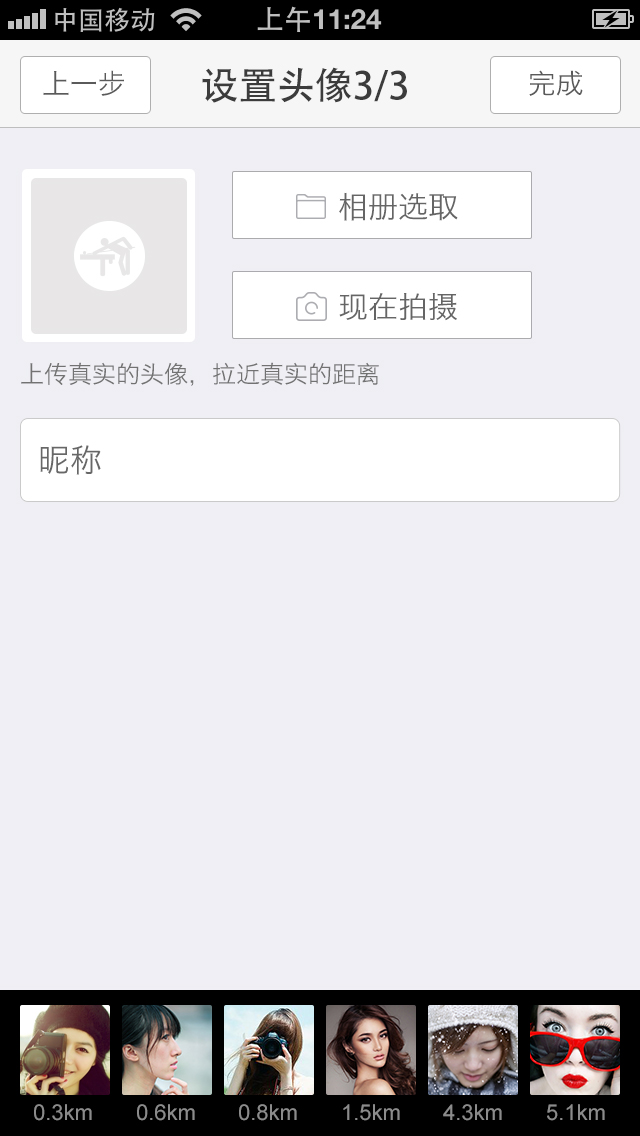 中国移动 上午11:24
上一步 设置头像3/3 完成
相册选取
现在拍摄
上传真实的头像，拉近真实的距离
昵称
0.3km 0.6km 0.8km 1.5km 4.3km 5.1km